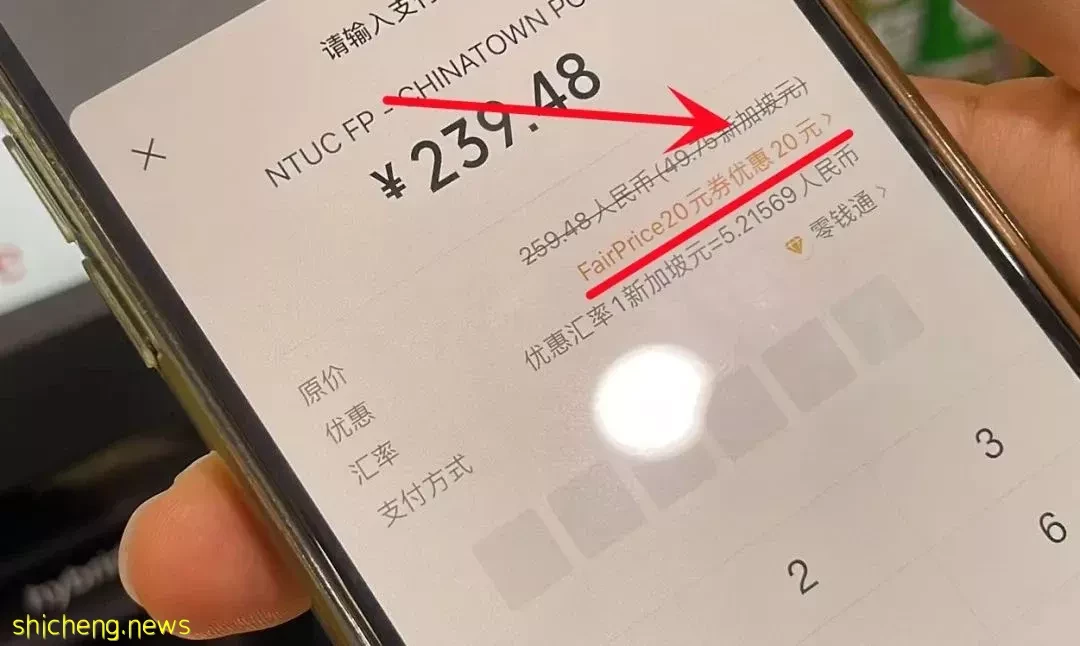 请输入支付
NTUC FP - CHINATOWN PO
¥239.48
原价 259.48人民币(49.75新加坡元)
优惠 FairPrice20元券优惠20元
汇率 优惠汇率1新加坡元=5.21569人民币
支付方式 零钱通
2 3
6
shicheng.news